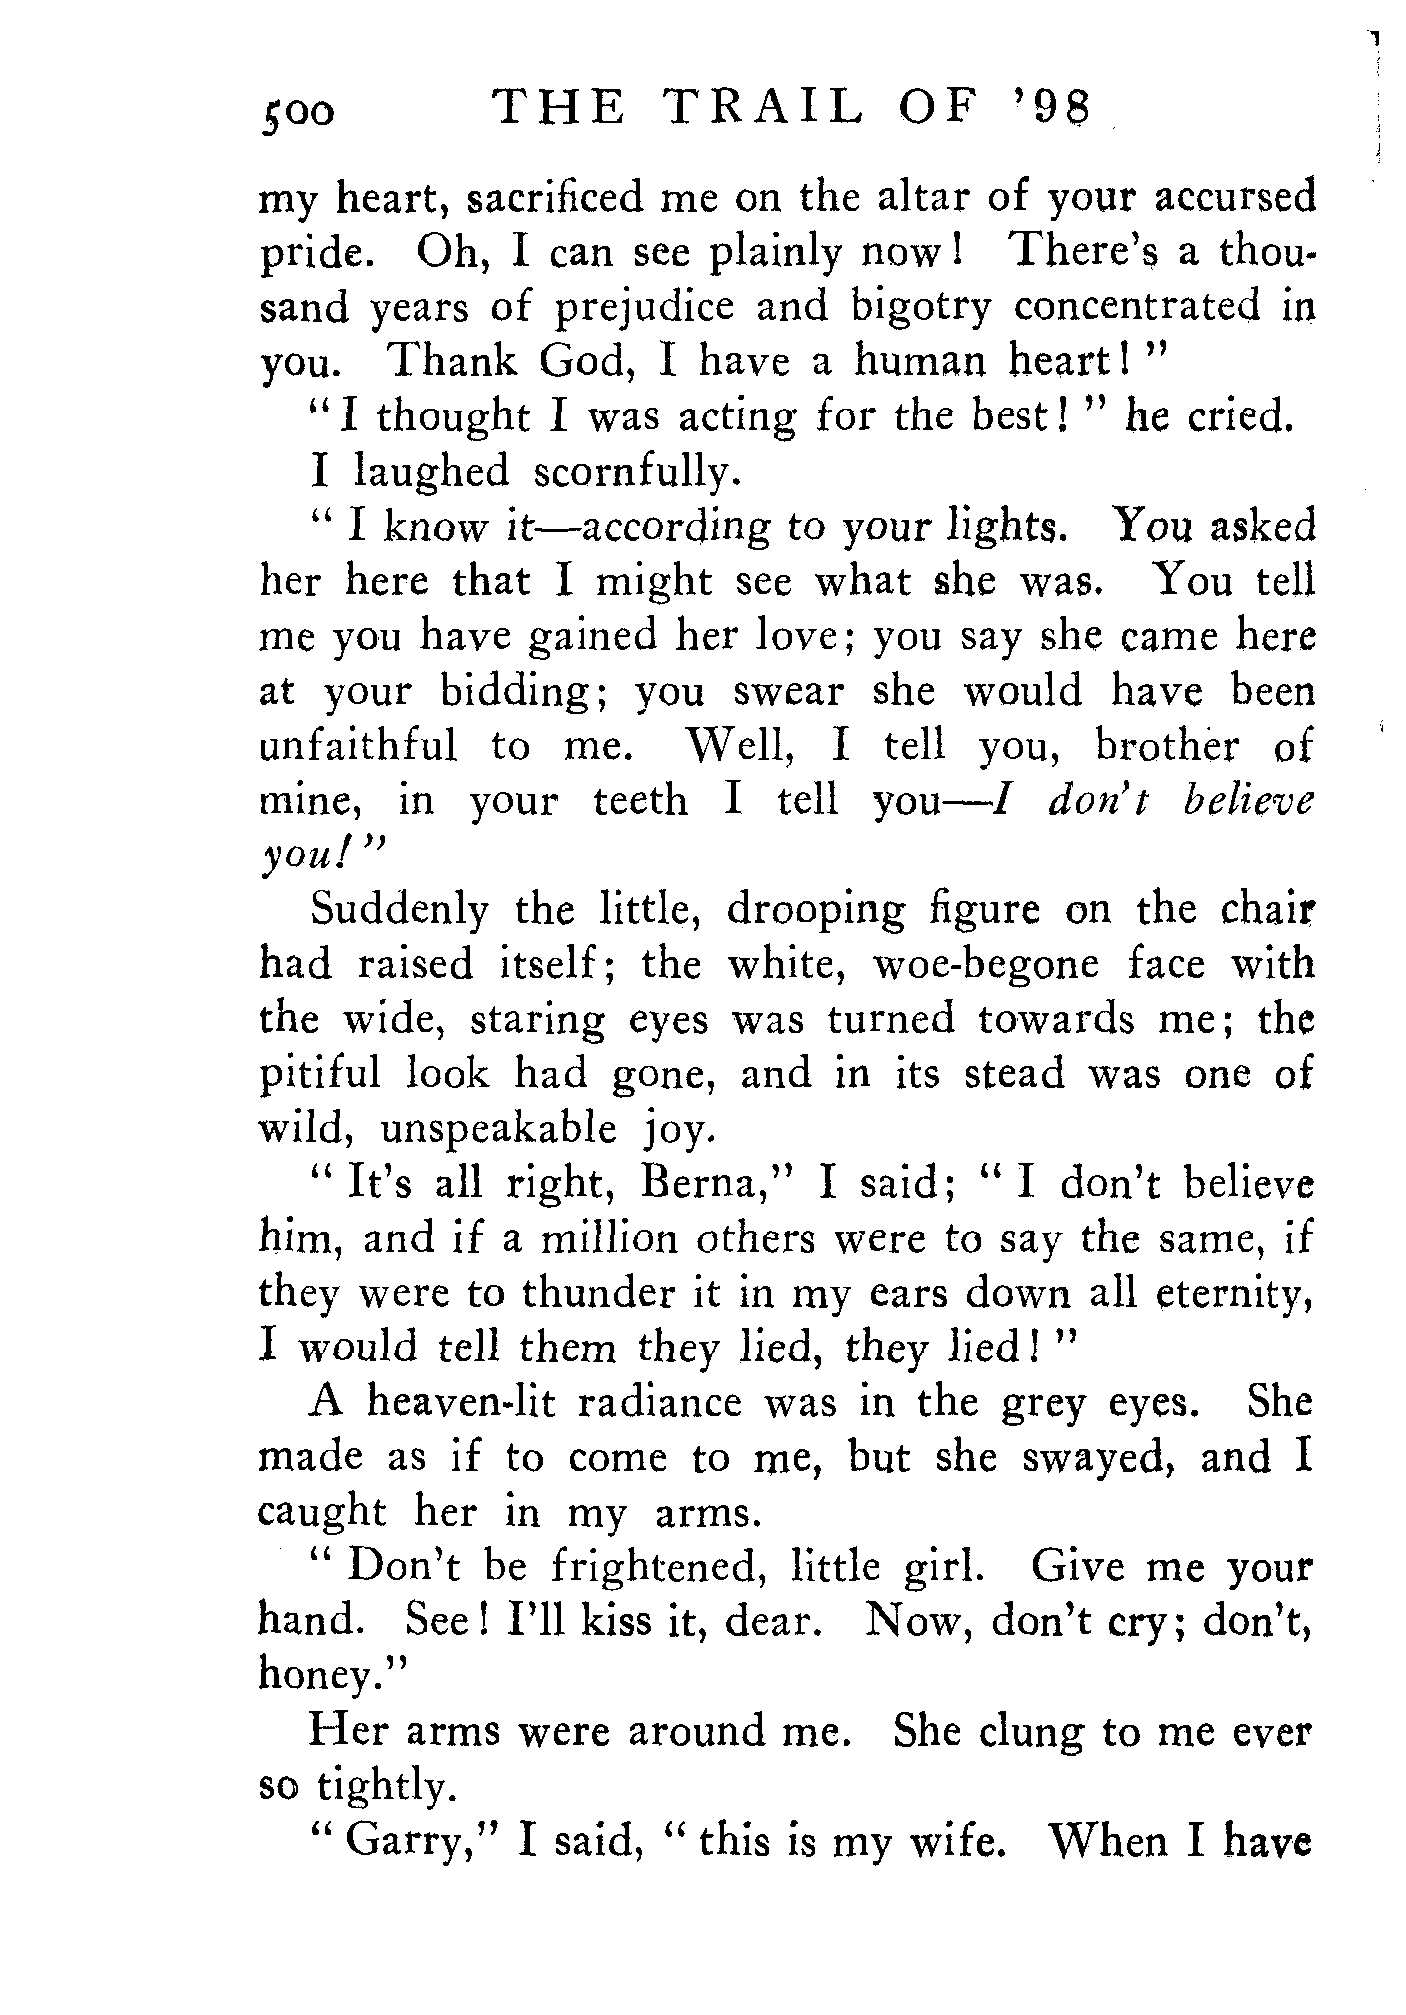 500 THE TRAIL OF '98
my heart, sacrificed me on the altar of your accursed
pride. Oh, I can see plainly now! There's a thou-
sand years of prejudice and bigotry concentrated in
you. Thank God, I have a human heart!"
"I thought I was acting for the best!" he cried.
I laughed scornfully.
"I know it—according to your lights. You asked
her here that I might see what she was. You tell
me you have gained her love; you say she came here
at your bidding; you swear she would have been
unfaithful to me. Well, I tell you, brother of
mine, in your teeth I tell you—I don't believe
you!"
Suddenly the little, drooping figure on the chair
had raised itself; the white, woe-begone face with
the wide, staring eyes was turned towards me; the
pitiful look had gone, and in its stead was one of
wild, unspeakable joy.
"It's all right, Berna," I said; "I don't believe
him, and if a million others were to say the same, if
they were to thunder it in my ears down all eternity,
I would tell them they lied, they lied!"
A heaven-lit radiance was in the grey eyes. She
made as if to come to me, but she swayed, and I
caught her in my arms.
"Don't be frightened, little girl. Give me your
hand. See! I'll kiss it, dear. Now, don't cry; don't,
honey."
Her arms were around me. She clung to me ever
so tightly.
"Garry," I said, "this is my wife. When I have